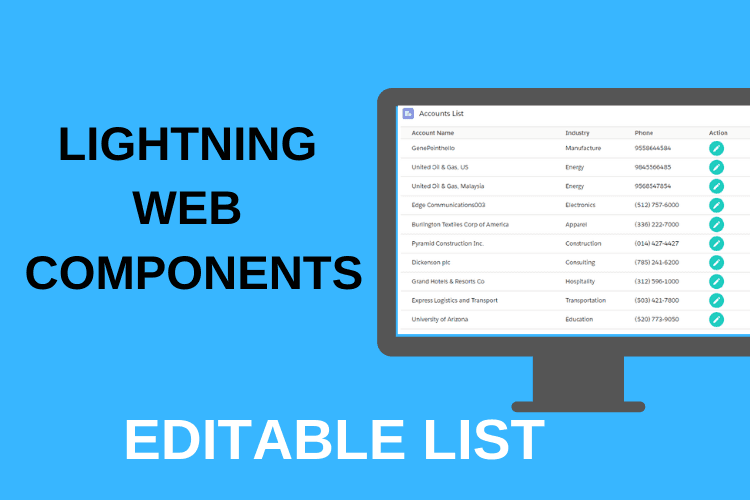 LIGHTNING
WEB
COMPONENTS
Accounts List
Account Name Industry Phone Action
GenePointhello Manufacture 9558644584
United Oil & Gas, US Energy 9845566485
United Oil & Gas, Malaysia Energy 9568547854
Edge Communications003 Electronics (512) 757-6000
Burlington Textiles Corp of America Apparel (336) 222-7000
Pyramid Construction Inc. Construction (014) 427-4427
Dickenson plc Consulting (785) 241-6200
Grand Hotels & Resorts Co Hospitality (312) 596-1000
Express Logistics and Transport Transportation (503) 421-7800
University of Arizona Education (520) 773-9050
EDITABLE LIST